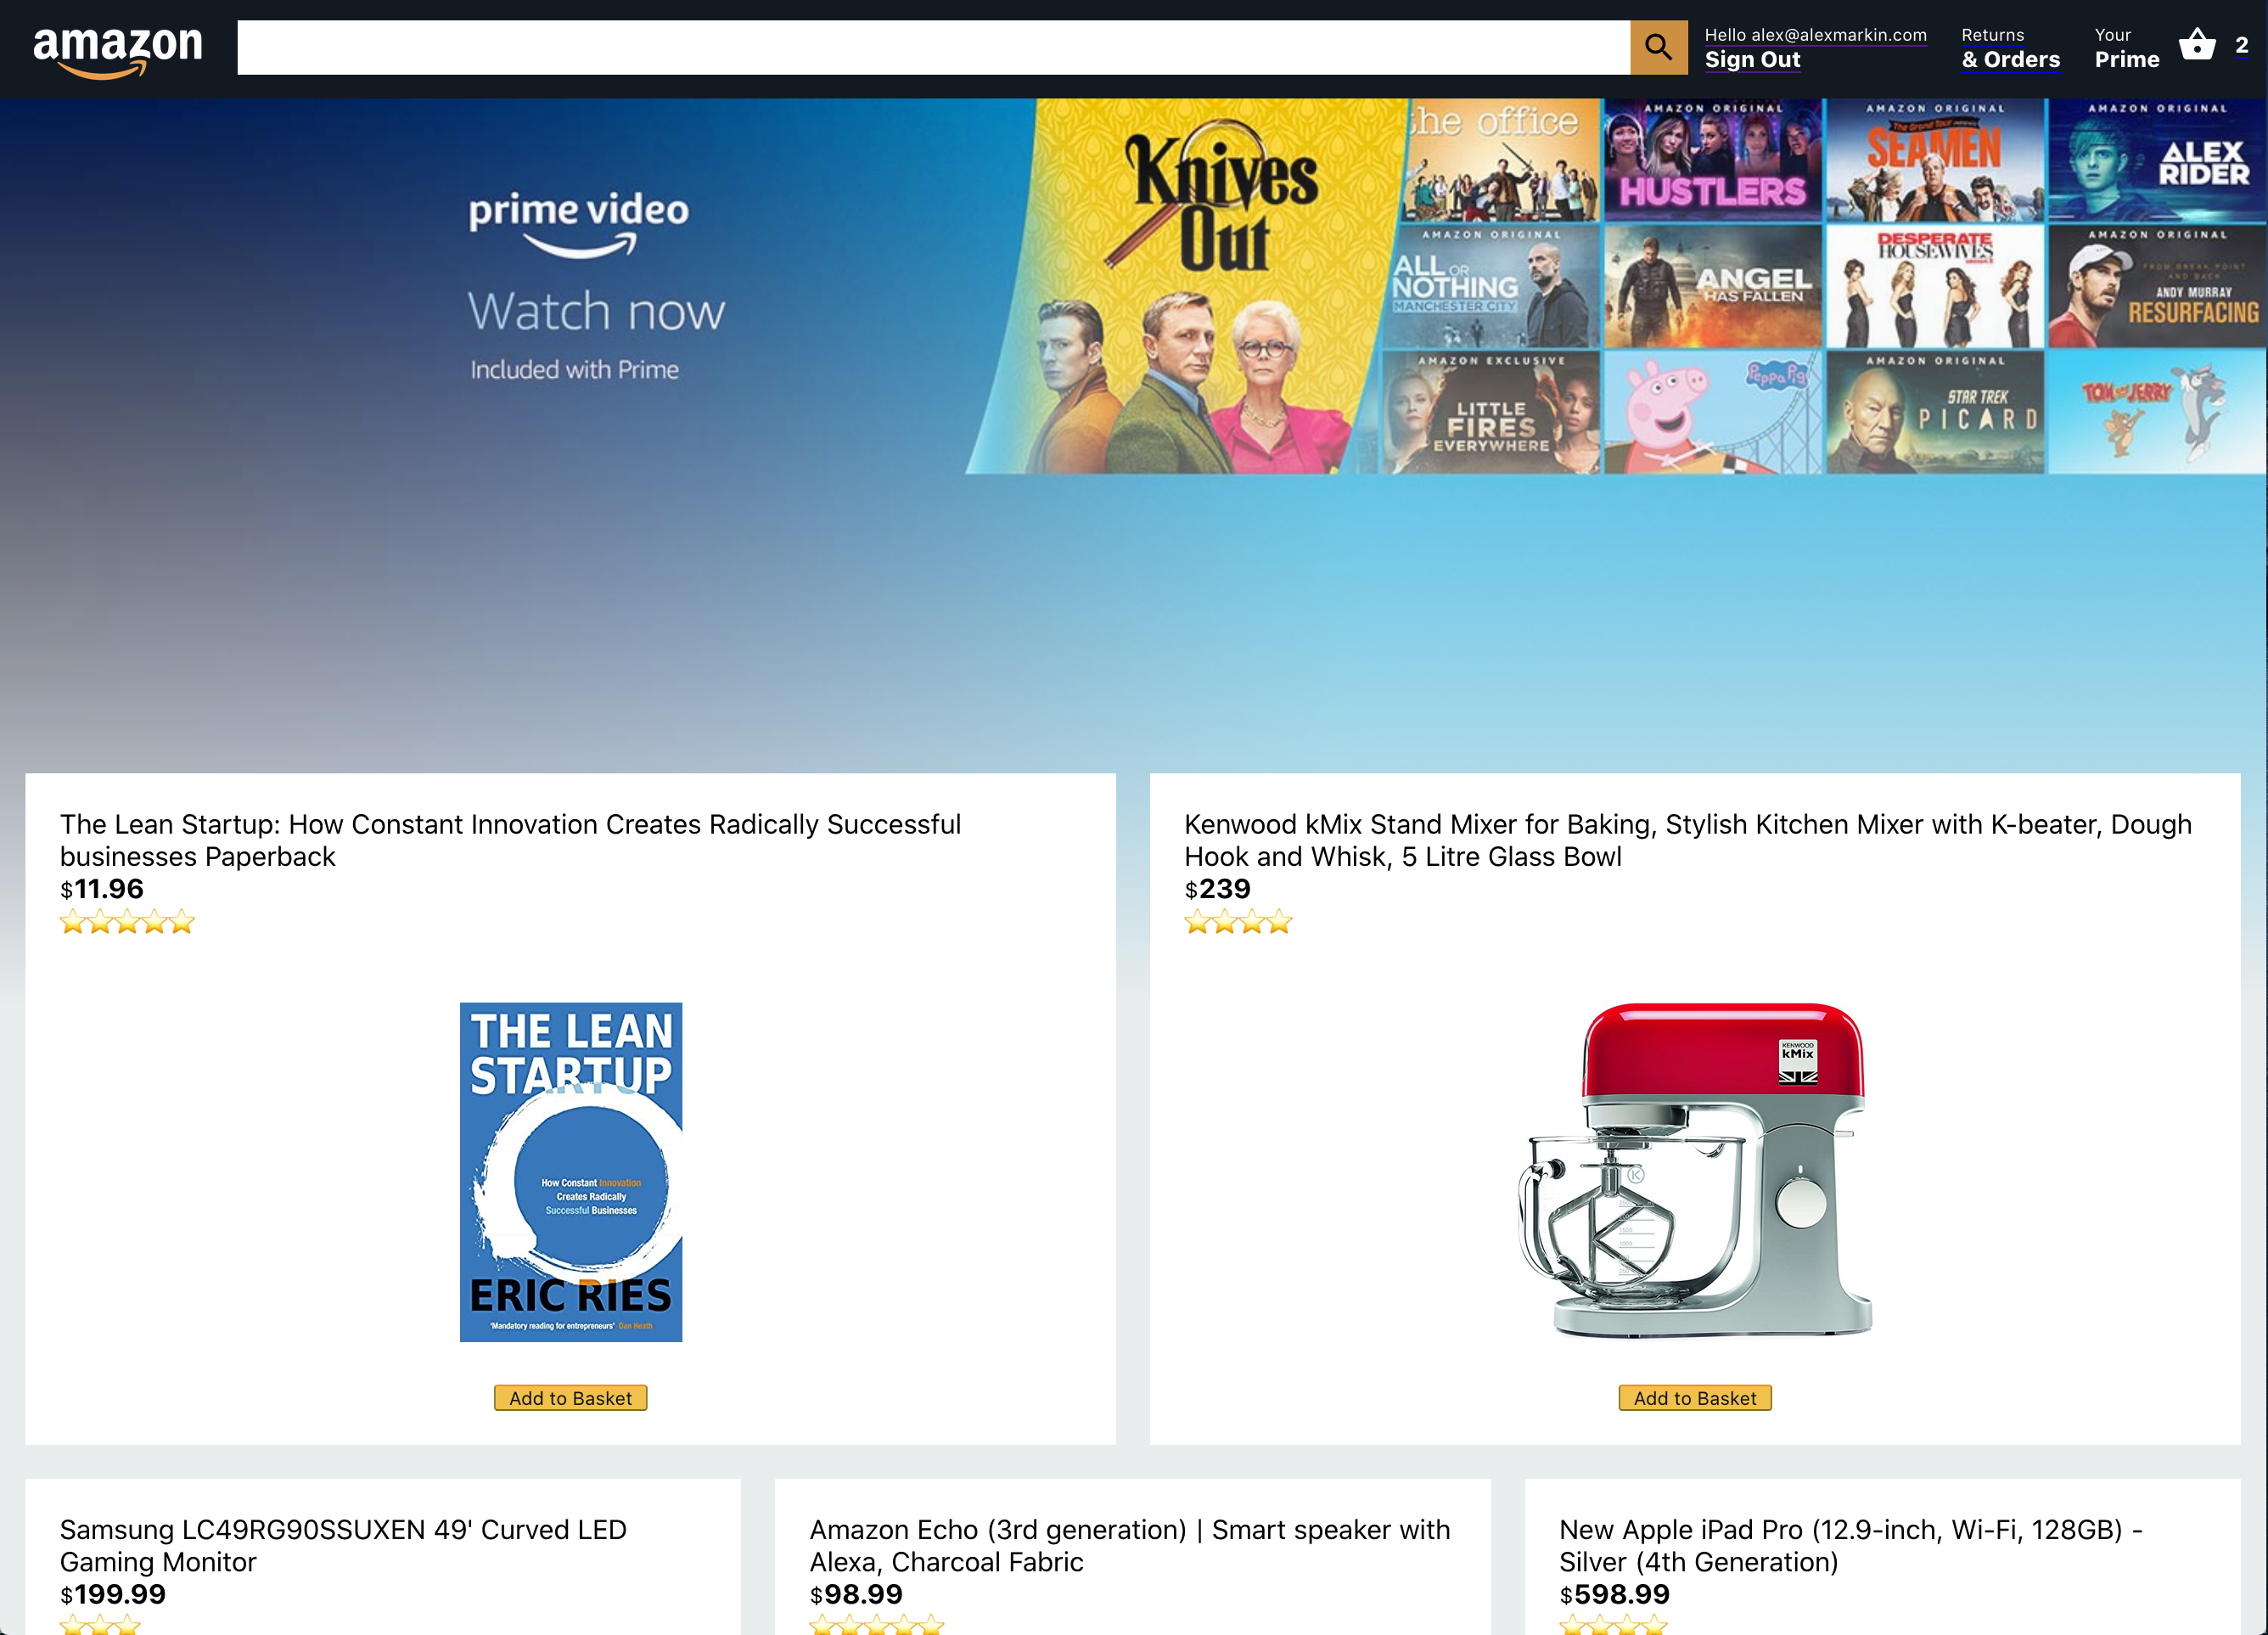 amazon
Hello alex@alexmarkin.com
Sign Out
Returns
& Orders
Your
Prime
2
prime video
Watch now
Included with Prime
Knives
Out
the office
AMAZON ORIGINAL
HUSTLERS
AMAZON ORIGINAL
The Grand Tour
SEAMEN
AMAZON ORIGINAL
ALEX
RIDER
AMAZON ORIGINAL
ALL OR
NOTHING
MANCHESTER CITY
ANGEL
HAS FALLEN
DESPERATE
HOUSEWIVES
AMAZON ORIGINAL
FROM BREAK POINT
AND BACK
ANDY MURRAY
RESURFACING
AMAZON EXCLUSIVE
LITTLE
FIRES
EVERYWHERE
Peppa Pig
AMAZON ORIGINAL
STAR TREK
PICARD
TOM and JERRY
The Lean Startup: How Constant Innovation Creates Radically Successful
businesses Paperback
$11.96
THE LEAN
STARTUP
How Constant Innovation
Creates Radically
Successful Businesses
ERIC RIES
'Mandatory reading for entrepreneurs' Dan Heath
Add to Basket
Kenwood kMix Stand Mixer for Baking, Stylish Kitchen Mixer with K-beater, Dough
Hook and Whisk, 5 Litre Glass Bowl
$239
KENWOOD
kMix
K
Add to Basket
Samsung LC49RG90SSUXEN 49' Curved LED
Gaming Monitor
$199.99
Amazon Echo (3rd generation) | Smart speaker with
Alexa, Charcoal Fabric
$98.99
New Apple iPad Pro (12.9-inch, Wi-Fi, 128GB) -
Silver (4th Generation)
$598.99